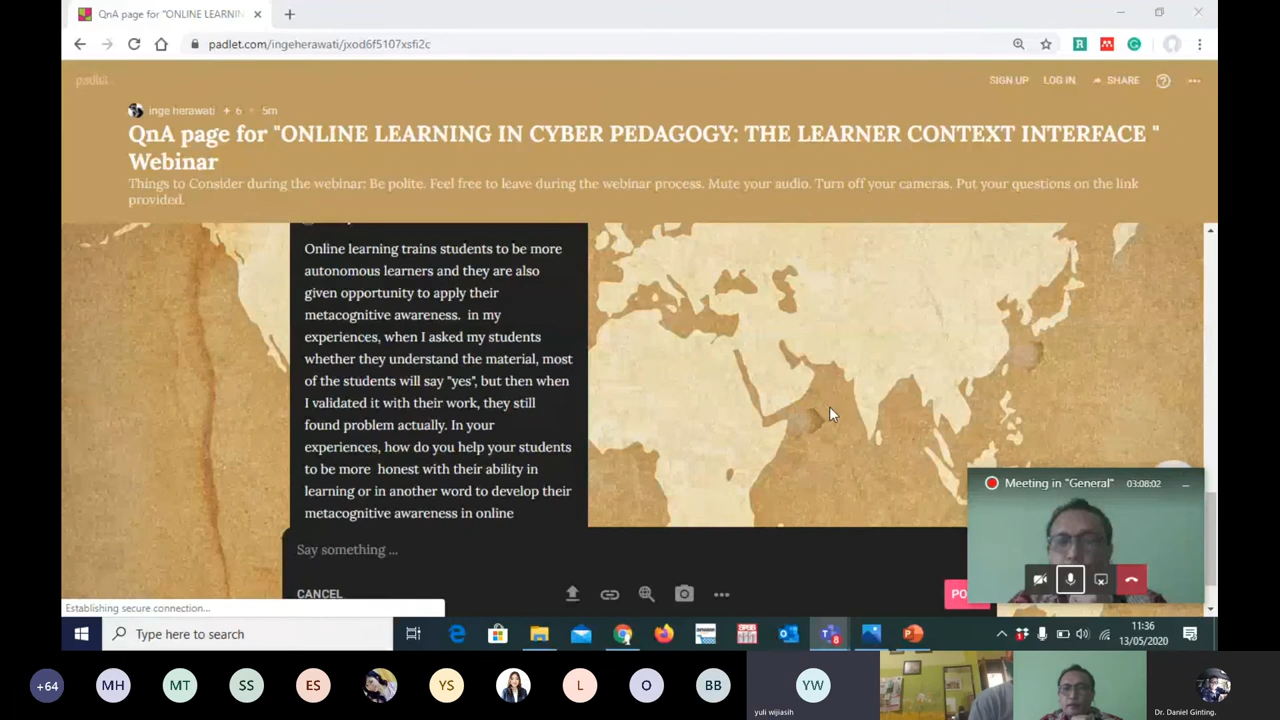 QnA page for "ONLINE LEARNIN
padlet.com/ingeherawati/jxod6f5107xsfi2c
padlet
SIGN UP
LOG IN
SHARE
inge herawati + 6 5m
QnA page for "ONLINE LEARNING IN CYBER PEDAGOGY: THE LEARNER CONTEXT INTERFACE "
Webinar
Things to Consider during the webinar: Be polite. Feel free to leave during the webinar process. Mute your audio. Turn off your cameras. Put your questions on the link
provided.
Online learning trains students to be more
autonomous learners and they are also
given opportunity to apply their
metacognitive awareness. in my
experiences, when I asked my students
whether they understand the material, most
of the students will say "yes", but then when
I validated it with their work, they still
found problem actually. In your
experiences, how do you help your students
to be more honest with their ability in
learning or in another word to develop their
metacognitive awareness in online
Say something ...
CANCEL
PO
Meeting in "General" 03:08:02
Establishing secure connection...
Type here to search
8
11:36
13/05/2020
+64
MH
MT
SS
ES
YS
L
O
BB
YW
yuli wijiasih
Dr. Daniel Ginting.